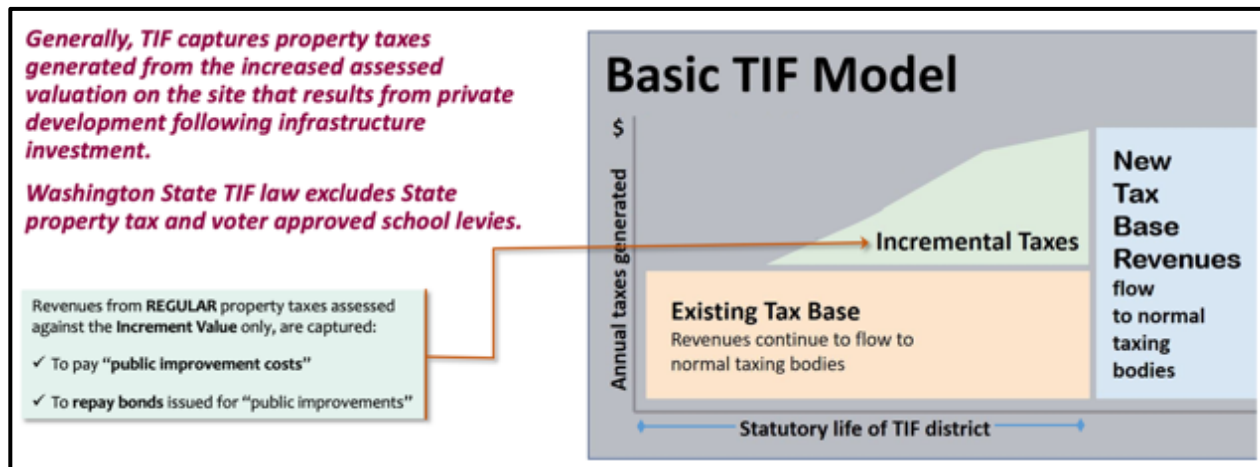 Generally, TIF captures property taxes
generated from the increased assessed
valuation on the site that results from private
development following infrastructure
investment.
Washington State TIF law excludes State
property tax and voter approved school levies.
Revenues from REGULAR property taxes assessed
against the Increment Value only, are captured:
✓ To pay “public improvement costs”
✓ To repay bonds issued for “public improvements”
Basic TIF Model
$
Annual taxes generated
Incremental Taxes
Existing Tax Base
Revenues continue to flow to
normal taxing bodies
Statutory life of TIF district
New
Tax
Base
Revenues
flow
to normal
taxing
bodies